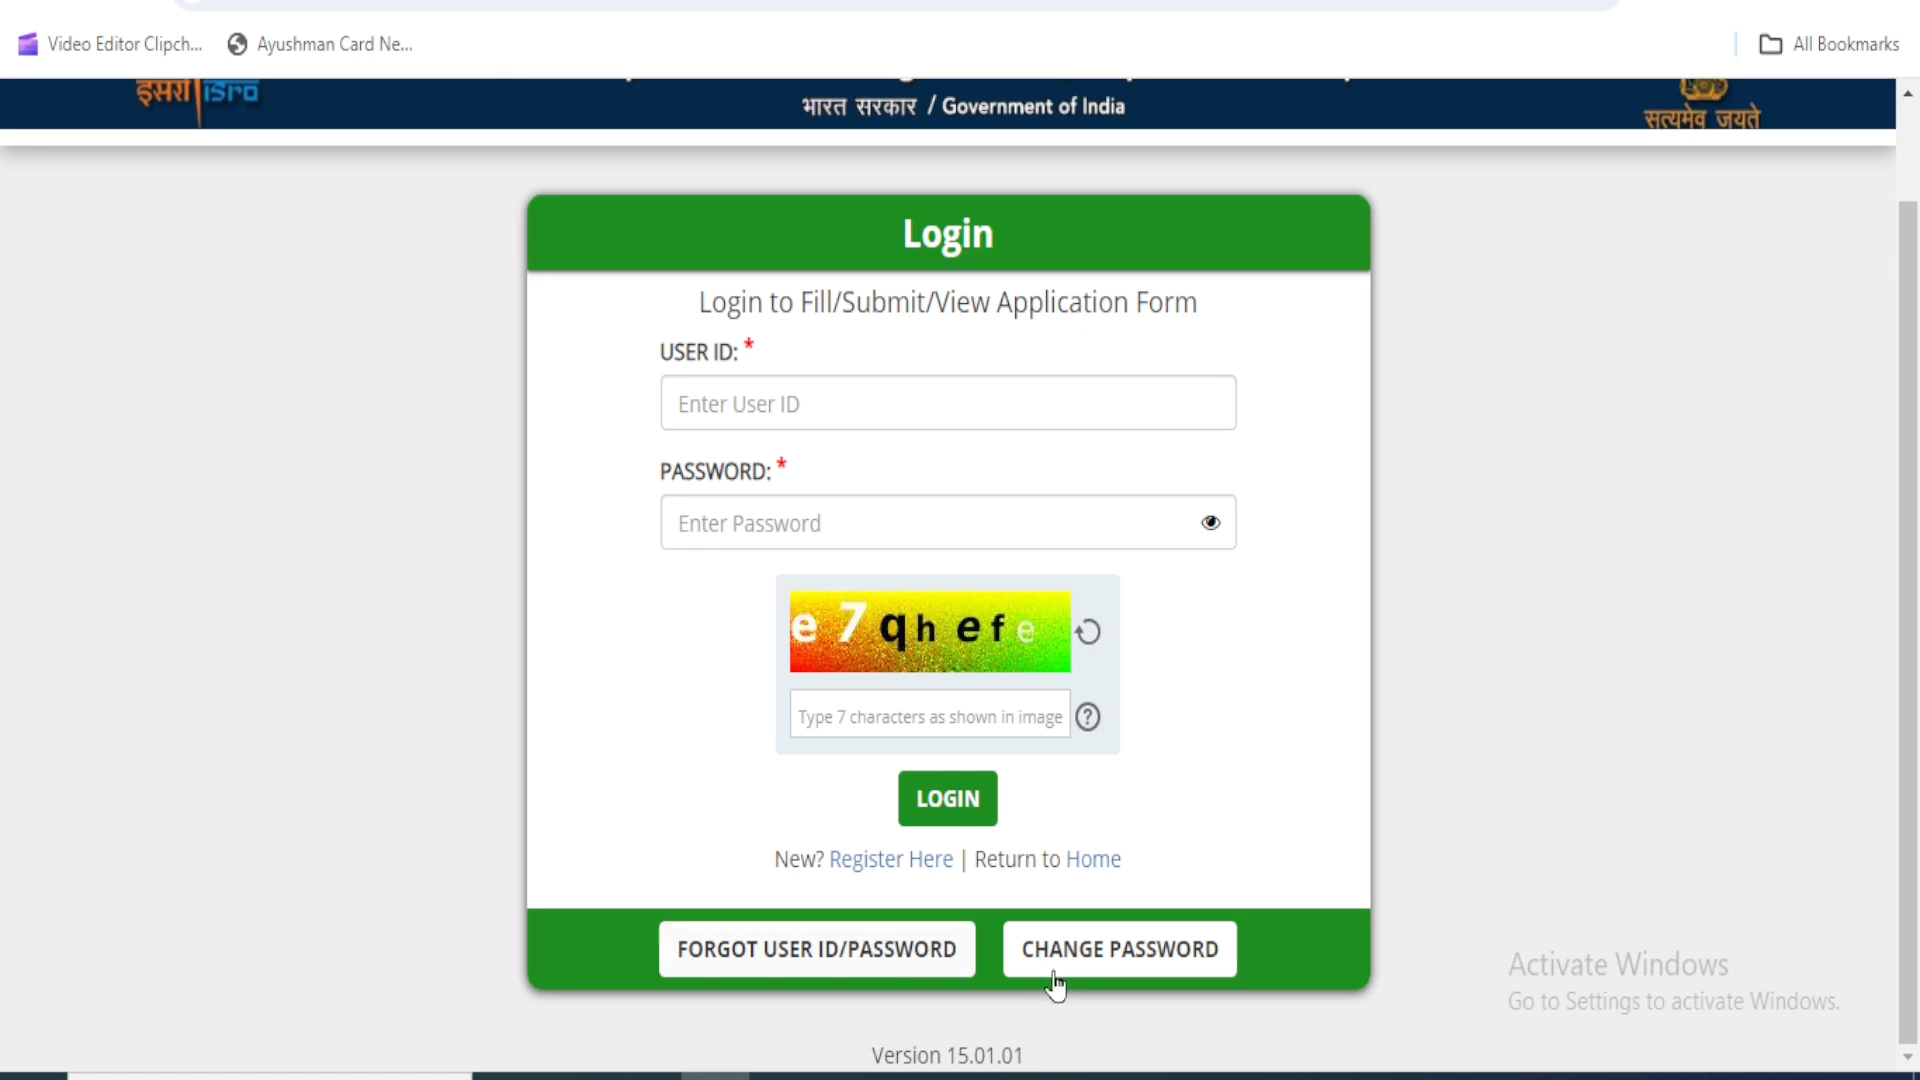 Video Editor Clipch...
Ayushman Card Ne...
All Bookmarks
इसरो isro
भारत सरकार / Government of India
सत्यमेव जयते
Login
Login to Fill/Submit/View Application Form
USER ID: *
Enter User ID
PASSWORD: *
Enter Password
e7qhefe
Type 7 characters as shown in image
LOGIN
New? Register Here | Return to Home
FORGOT USER ID/PASSWORD
CHANGE PASSWORD
Activate Windows
Go to Settings to activate Windows.
Version 15.01.01